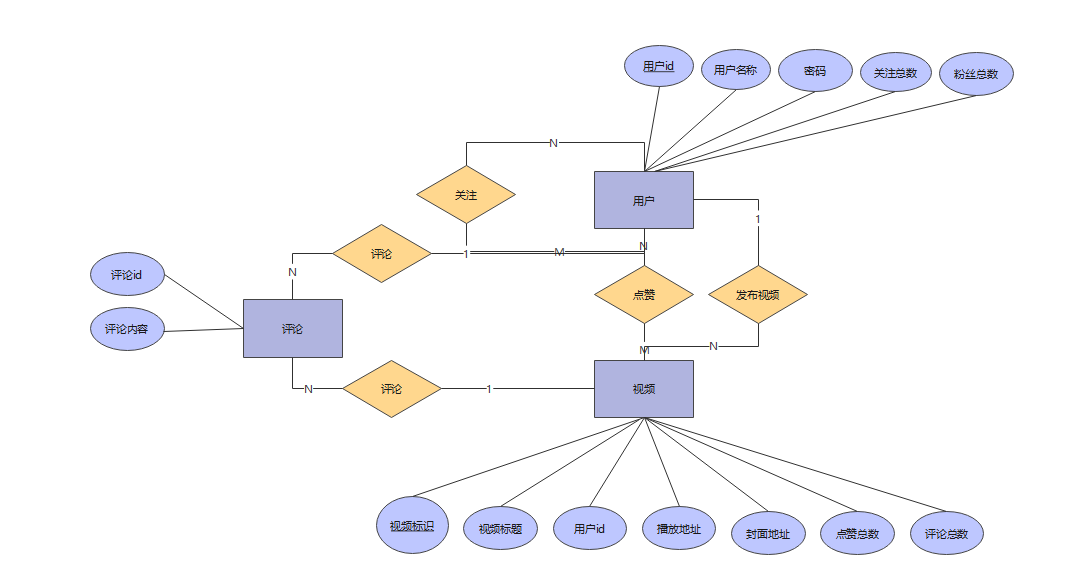 用户id
用户名称
密码
关注总数
粉丝总数
N
关注
用户
1
N
评论
1
M
N
评论id
点赞
发布视频
评论内容
评论
M
N
N
评论
1
视频
视频标识
视频标题
用户id
播放地址
封面地址
点赞总数
评论总数